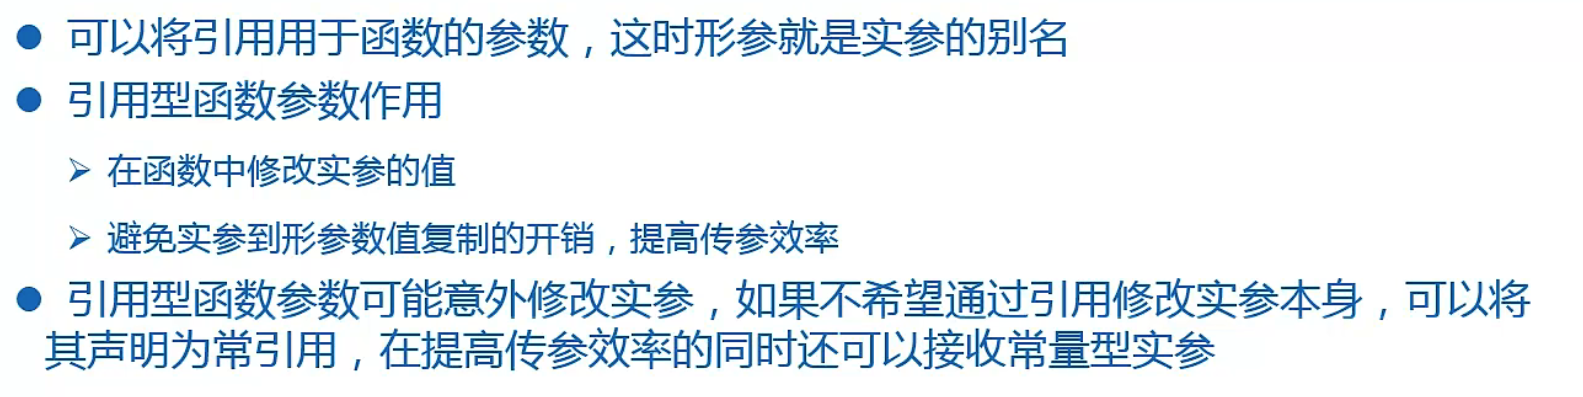 ● 可以将引用用于函数的参数，这时形参就是实参的别名
● 引用型函数参数作用
➢ 在函数中修改实参的值
➢ 避免实参到形参数值复制的开销，提高传参效率
● 引用型函数参数可能意外修改实参，如果不希望通过引用修改实参本身，可以将
其声明为常引用，在提高传参效率的同时还可以接收常量型实参